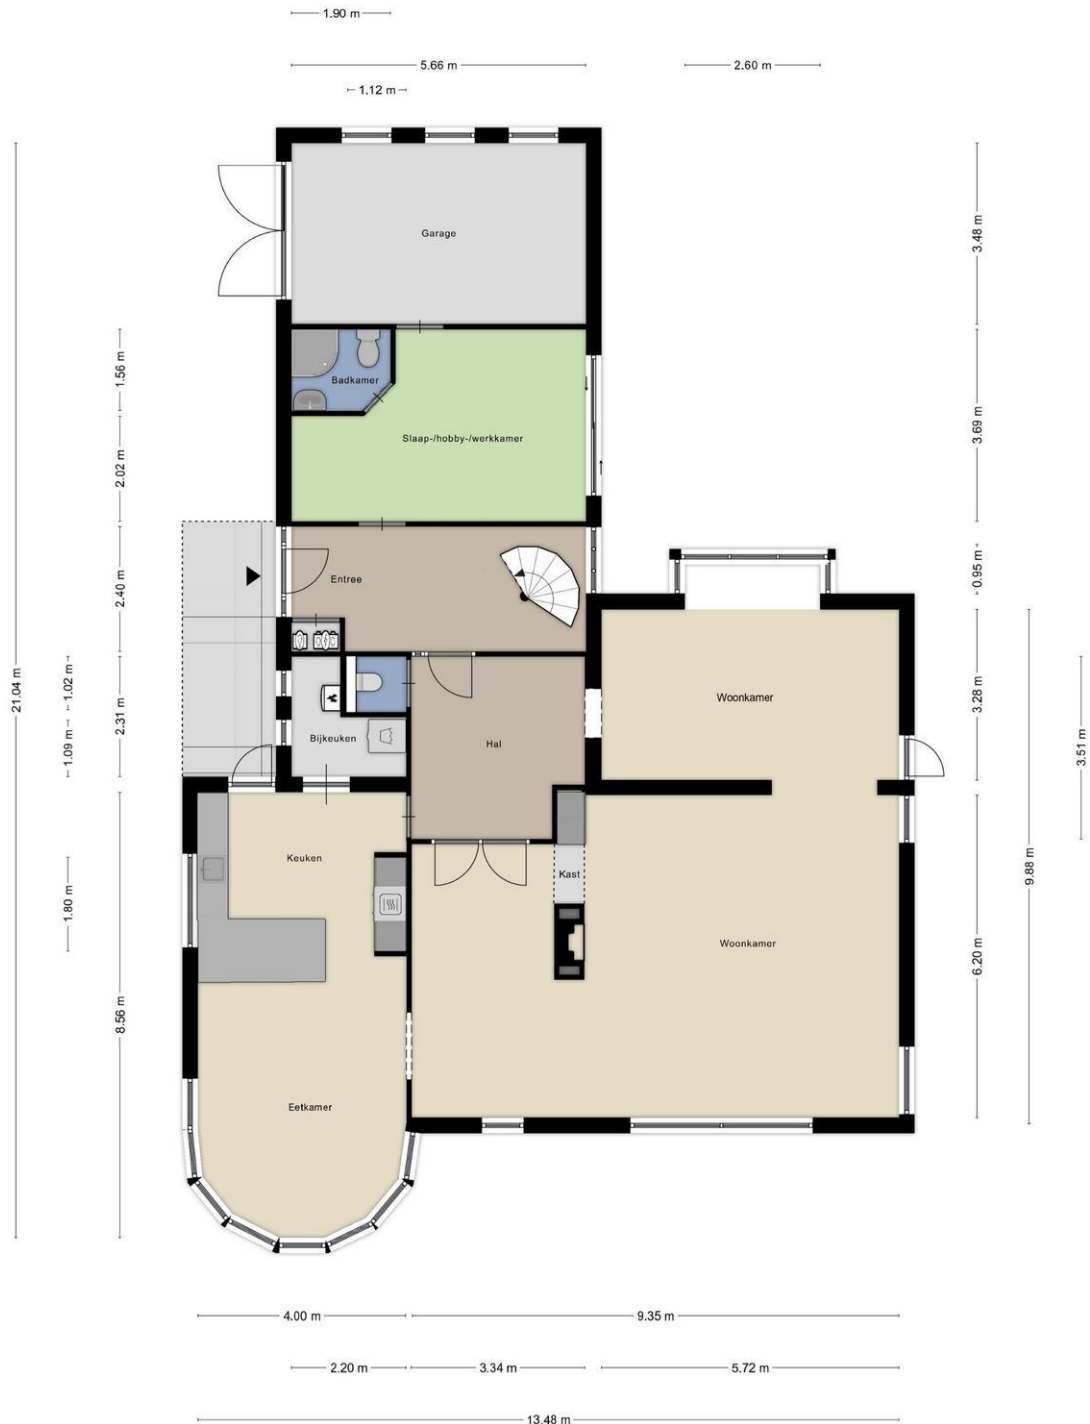 1.90 m
5.66 m
2.60 m
1.12 m
Garage
3.48 m
1.56 m
Badkamer
Slaap-/hobby-/werkkamer
3.69 m
2.02 m
0.95 m
Entree
2.40 m
21.04 m
1.02 m
Woonkamer
3.28 m
2.31 m
Bijkeuken
Hal
1.09 m
3.51 m
Keuken
Kast
9.88 m
1.80 m
Woonkamer
6.20 m
8.56 m
Eetkamer
4.00 m
9.35 m
2.20 m
3.34 m
5.72 m
13.48 m